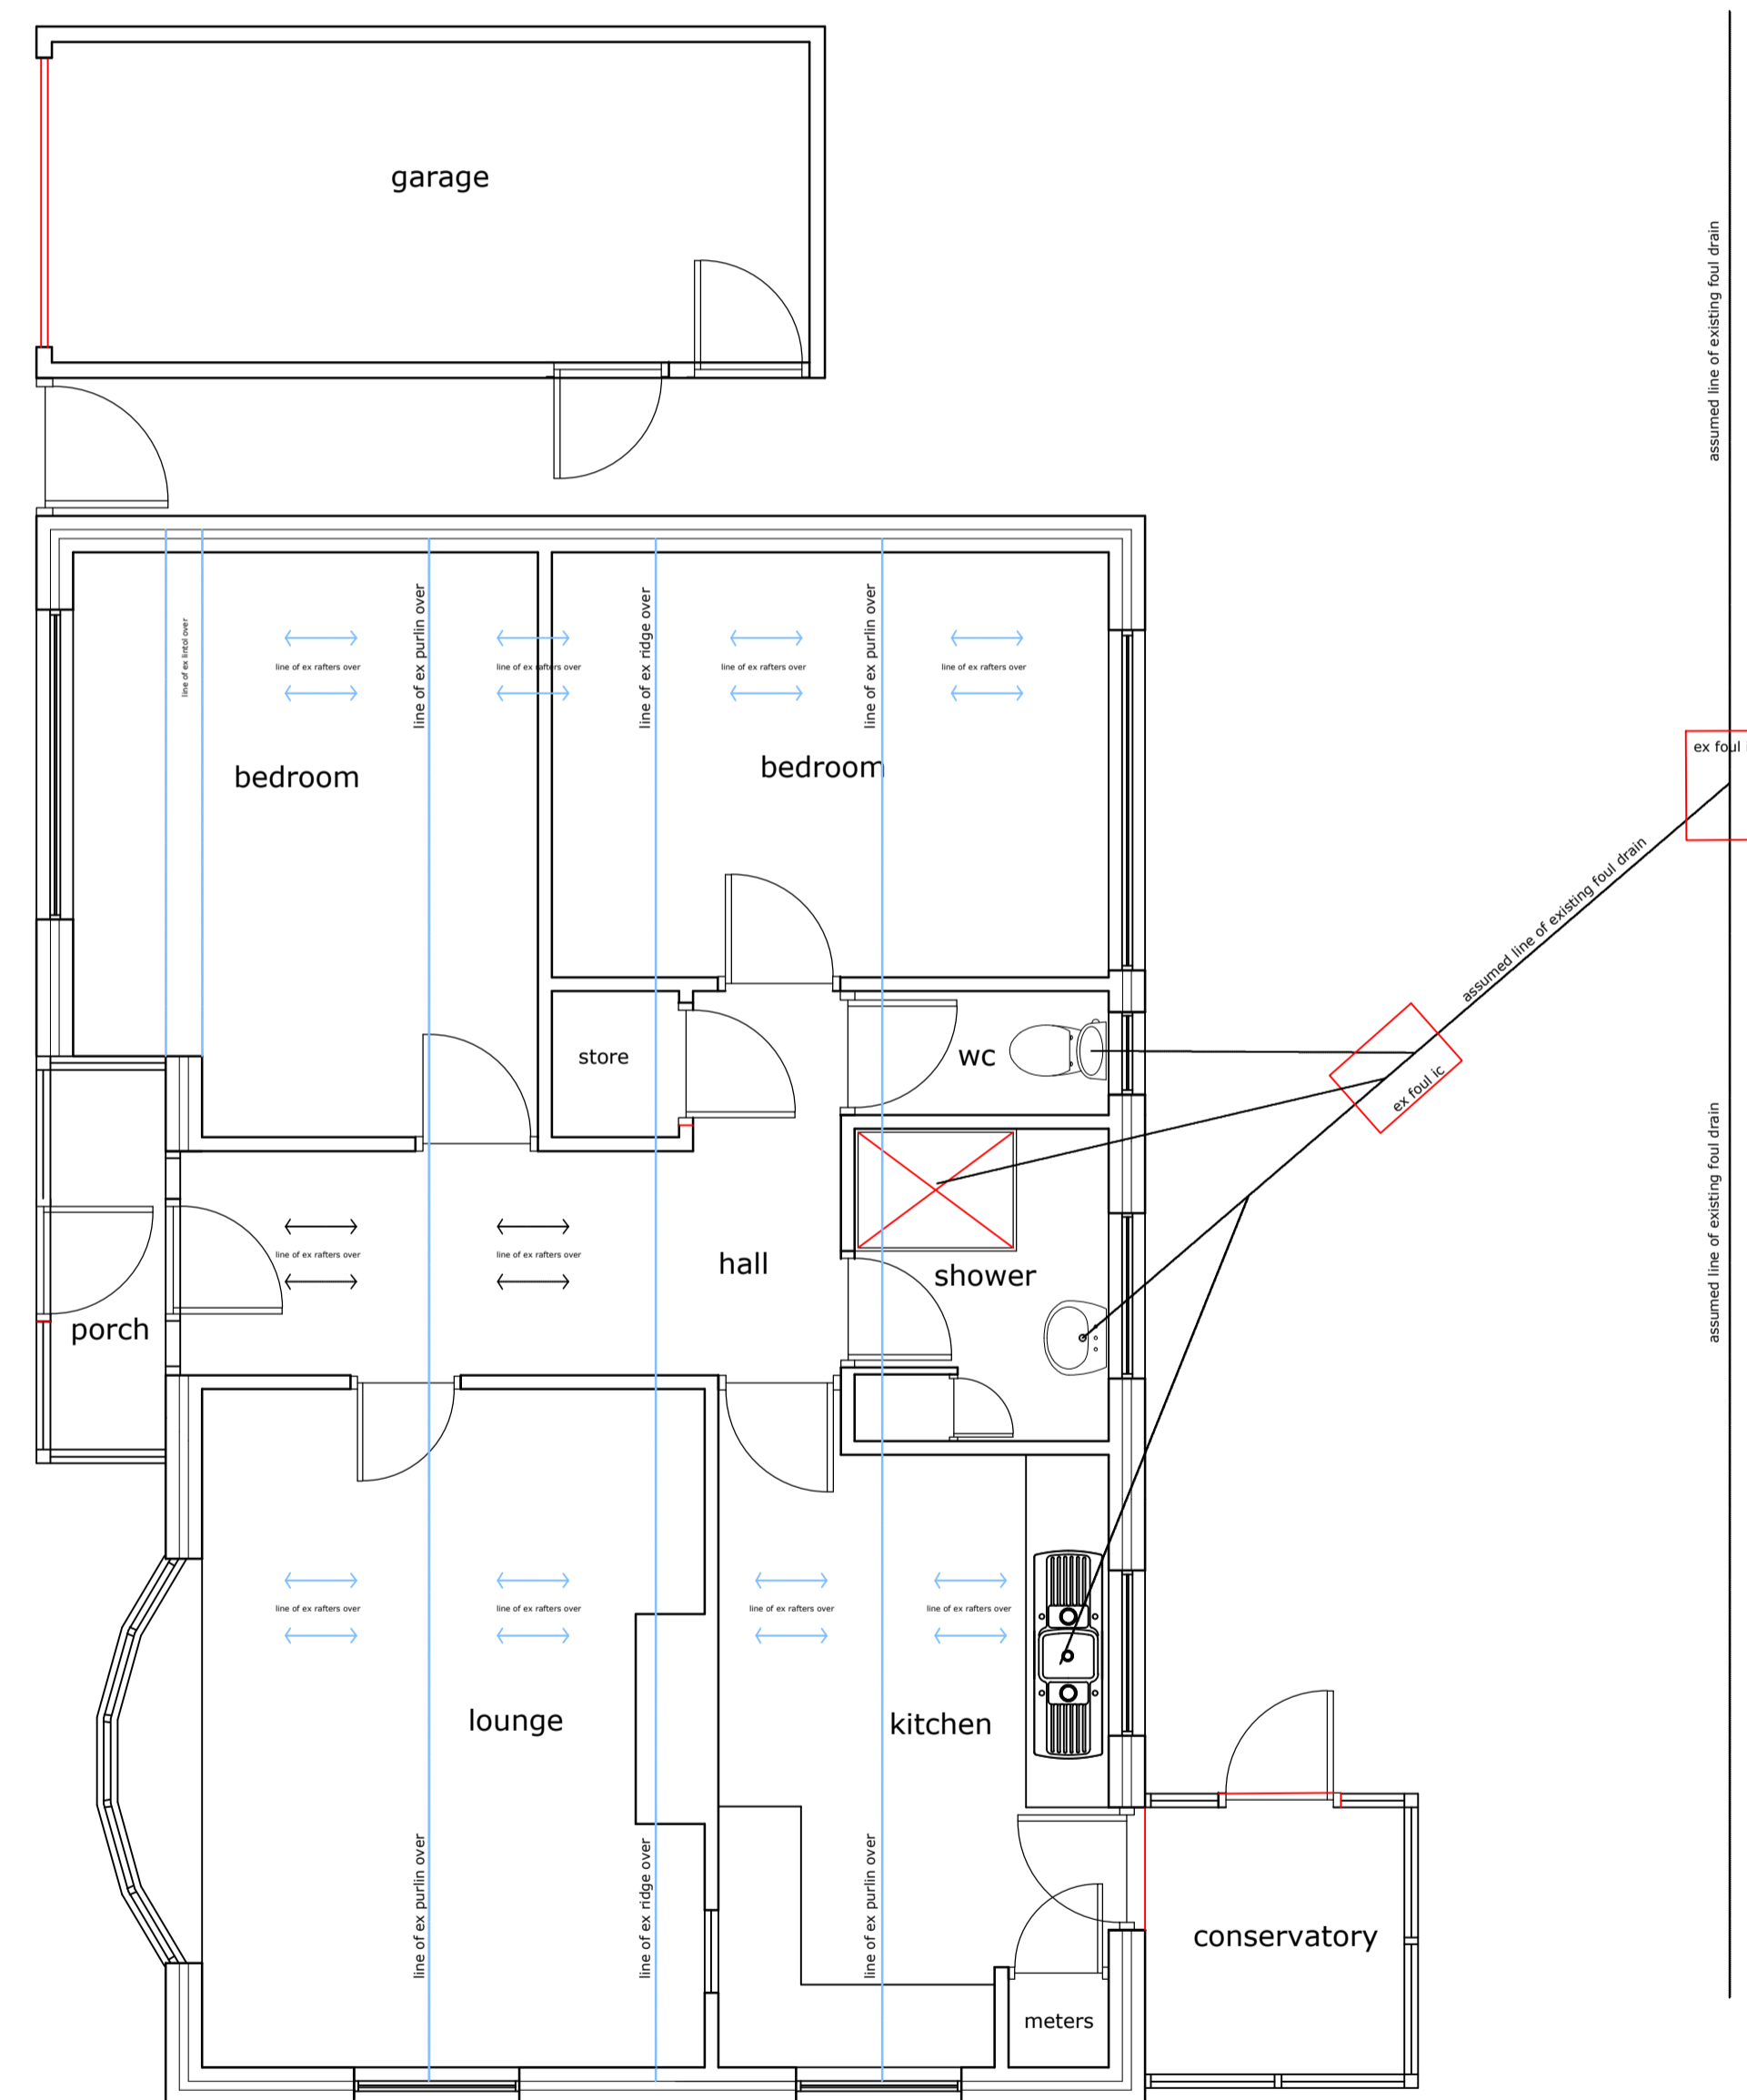 garage
assumed line of existing foul drain
line of ex lintol over
line of ex rafters over
line of ex purlin over
line of ex rafters over
line of ex ridge over
line of ex rafters over
line of ex purlin over
line of ex rafters over
bedroom
bedroom
ex foul
assumed line of existing foul drain
store
wc
ex foul ic
assumed line of existing foul drain
line of ex rafters over
line of ex rafters over
hall
shower
porch
line of ex rafters over
line of ex rafters over
line of ex rafters over
line of ex rafters over
lounge
kitchen
line of ex purlin over
line of ex ridge over
line of ex purlin over
conservatory
meters